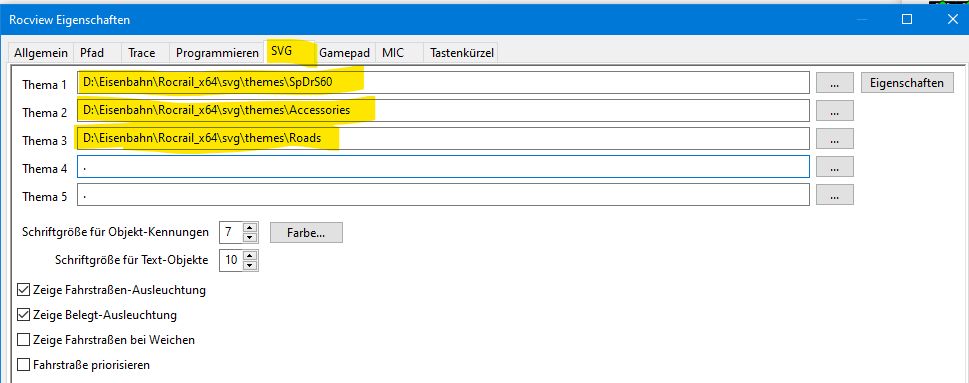 Rocview Eigenschaften
Allgemein Pfad Trace Programmieren SVG Gamepad MIC Tastenkürzel
Thema 1 D:\Eisenbahn\Rocrail_x64\svg\themes\SpDrS60 ... Eigenschaften
Thema 2 D:\Eisenbahn\Rocrail_x64\svg\themes\Accessories ...
Thema 3 D:\Eisenbahn\Rocrail_x64\svg\themes\Roads ...
Thema 4 . ...
Thema 5 . ...
Schriftgröße für Objekt-Kennungen 7 Farbe...
Schriftgröße für Text-Objekte 10
Zeige Fahrstraßen-Ausleuchtung
Zeige Belegt-Ausleuchtung
Zeige Fahrstraßen bei Weichen
Fahrstraße priorisieren